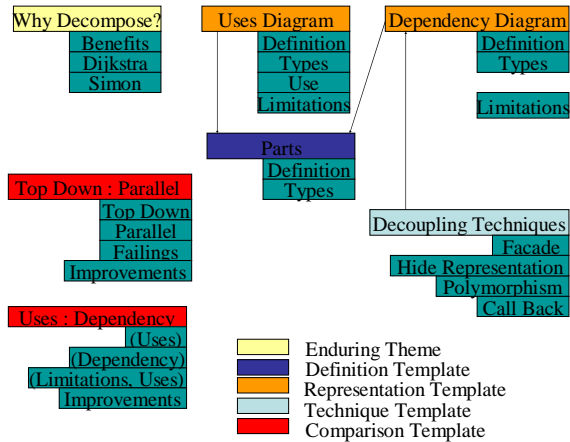 Why Decompose?
Benefits
Dijkstra
Simon
Uses Diagram
Definition
Types
Use
Limitations
Dependency Diagram
Definition
Types
Limitations
Parts
Definition
Types
Top Down : Parallel
Top Down
Parallel
Failings
Improvements
Decoupling Techniques
Facade
Hide Representation
Polymorphism
Call Back
Uses : Dependency
(Uses)
(Dependency)
(Limitations, Uses)
Improvements
Enduring Theme
Definition Template
Representation Template
Technique Template
Comparison Template